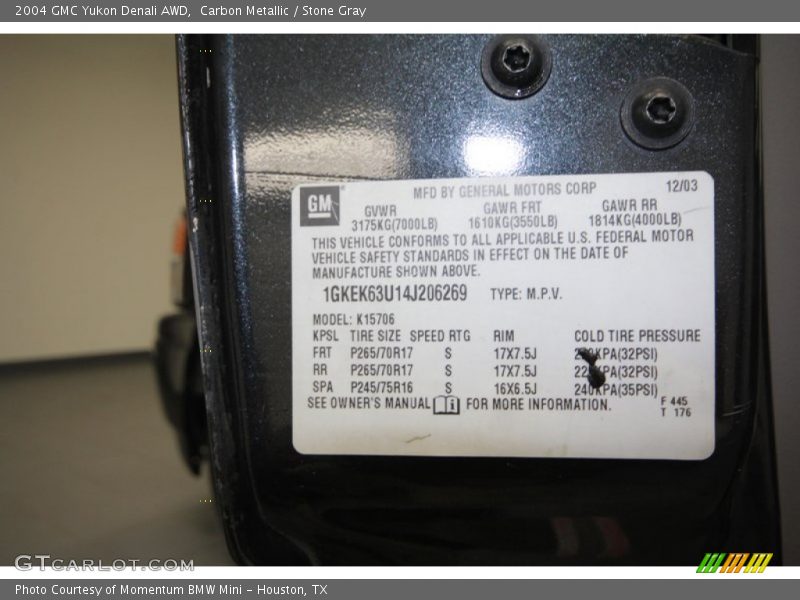 2004 GMC Yukon Denali AWD,  Carbon Metallic / Stone Gray
GM
MFD BY GENERAL MOTORS CORP 12/03
GVWR GAWR FRT GAWR RR
3175KG(7000LB) 1610KG(3550LB) 1814KG(4000LB)
THIS VEHICLE CONFORMS TO ALL APPLICABLE U.S. FEDERAL MOTOR
VEHICLE SAFETY STANDARDS IN EFFECT ON THE DATE OF
MANUFACTURE SHOWN ABOVE.
1GKEK63U14J206269 TYPE: M.P.V.
MODEL: K15706
KPSL TIRE SIZE SPEED RTG RIM COLD TIRE PRESSURE
FRT P265/70R17 S 17X7.5J (32PSI)
RR P265/70R17 S 17X7.5J (32PSI)
SPA P245/75R16 S 16X6.5J 240KPA(35PSI)
SEE OWNER'S MANUAL FOR MORE INFORMATION.
F 445
T 176
GTCARLOT.COM
Photo Courtesy of Momentum BMW Mini - Houston, TX